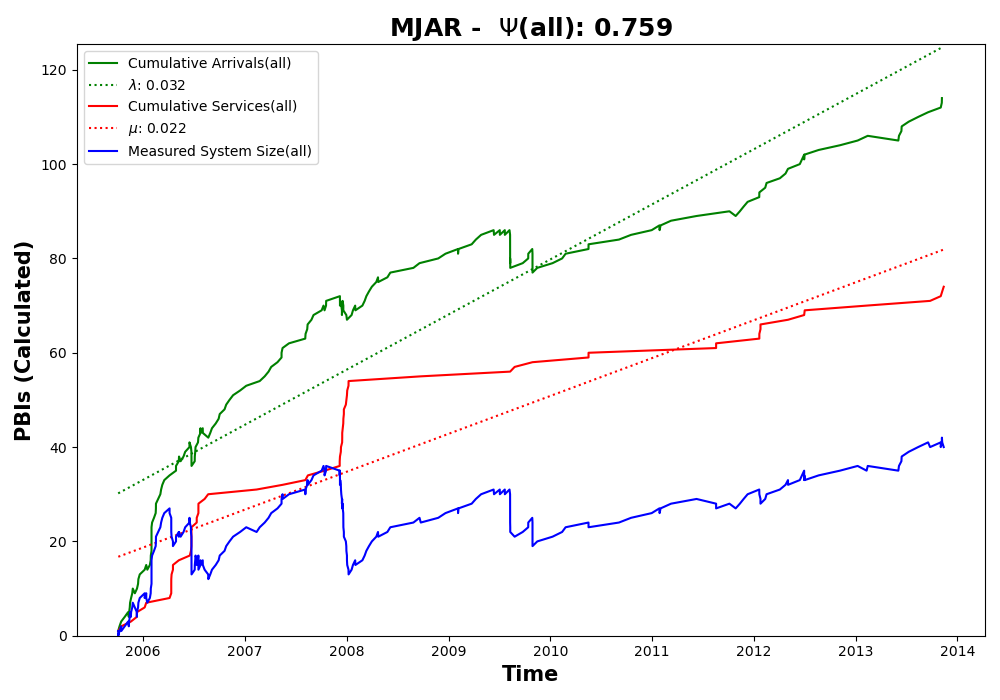 MJAR -  Ψ(all): 0.759
Cumulative Arrivals(all)
λ: 0.032
Cumulative Services(all)
μ: 0.022
Measured System Size(all)
PBIs (Calculated)
120
100
80
60
40
20
0
2006 2007 2008 2009 2010 2011 2012 2013 2014
Time